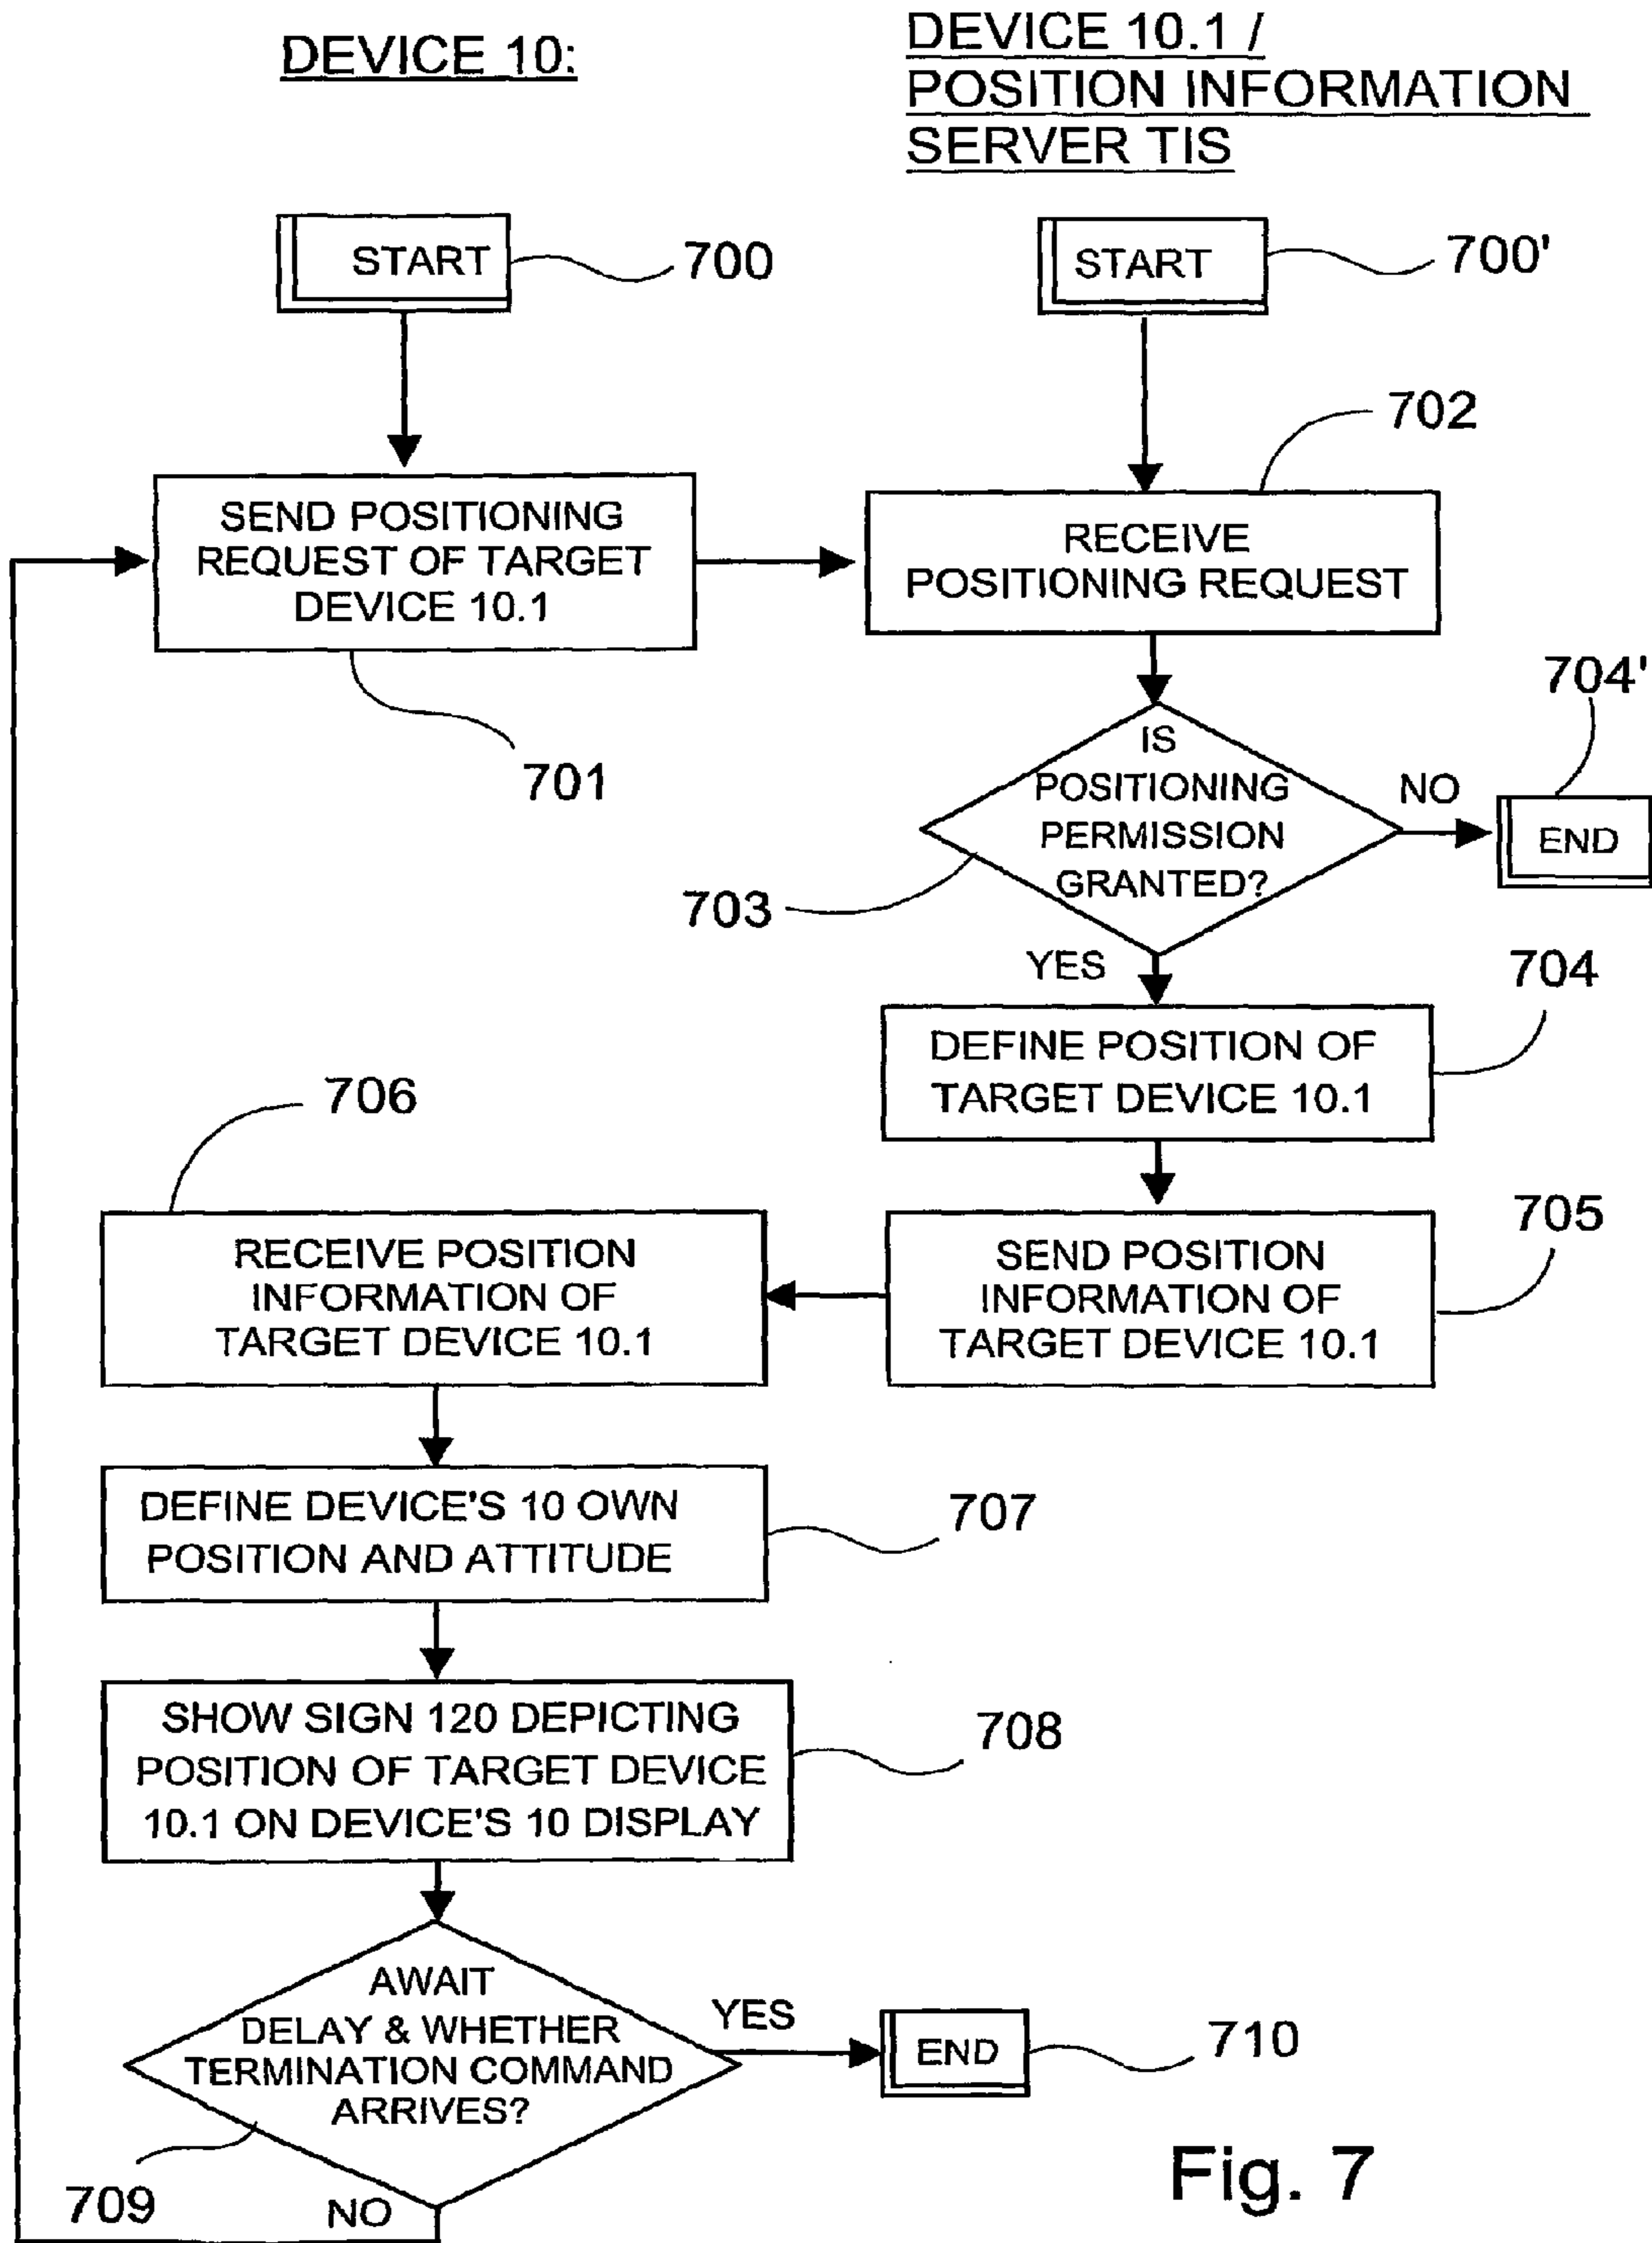 DEVICE 10:
DEVICE 10.1 /
POSITION INFORMATION
SERVER TIS
START
700
START
700'
702
SEND POSITIONING
REQUEST OF TARGET
DEVICE 10.1
RECEIVE
POSITIONING REQUEST
701
704'
IS
POSITIONING
PERMISSION
GRANTED?
NO
END
703
YES
704
DEFINE POSITION OF
TARGET DEVICE 10.1
706
705
RECEIVE POSITION
INFORMATION OF
TARGET DEVICE 10.1
SEND POSITION
INFORMATION OF
TARGET DEVICE 10.1
DEFINE DEVICE'S 10 OWN
POSITION AND ATTITUDE
707
SHOW SIGN 120 DEPICTING
POSITION OF TARGET DEVICE
10.1 ON DEVICE'S 10 DISPLAY
708
AWAIT
DELAY & WHETHER
TERMINATION COMMAND
ARRIVES?
YES
END
710
709
NO
Fig. 7